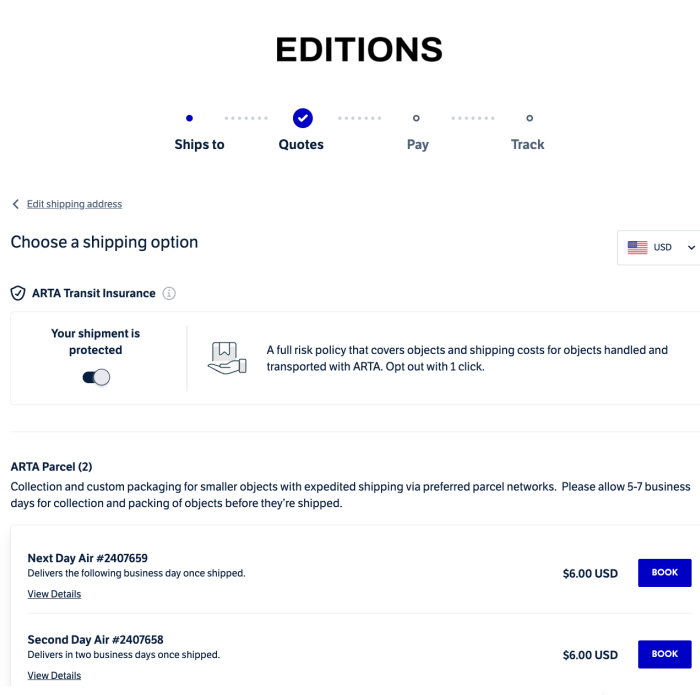 EDITIONS
Ships to
Quotes
Pay
Track
Edit shipping address
Choose a shipping option
USD
ARTA Transit Insurance
Your shipment is
protected
A full risk policy that covers objects and shipping costs for objects handled and
transported with ARTA. Opt out with 1 click.
ARTA Parcel (2)
Collection and custom packaging for smaller objects with expedited shipping via preferred parcel networks. Please allow 5-7 business
days for collection and packing of objects before they're shipped.
Next Day Air #2407659
Delivers the following business day once shipped.
$6.00 USD
BOOK
View Details
Second Day Air #2407658
Delivers in two business days once shipped.
$6.00 USD
BOOK
View Details